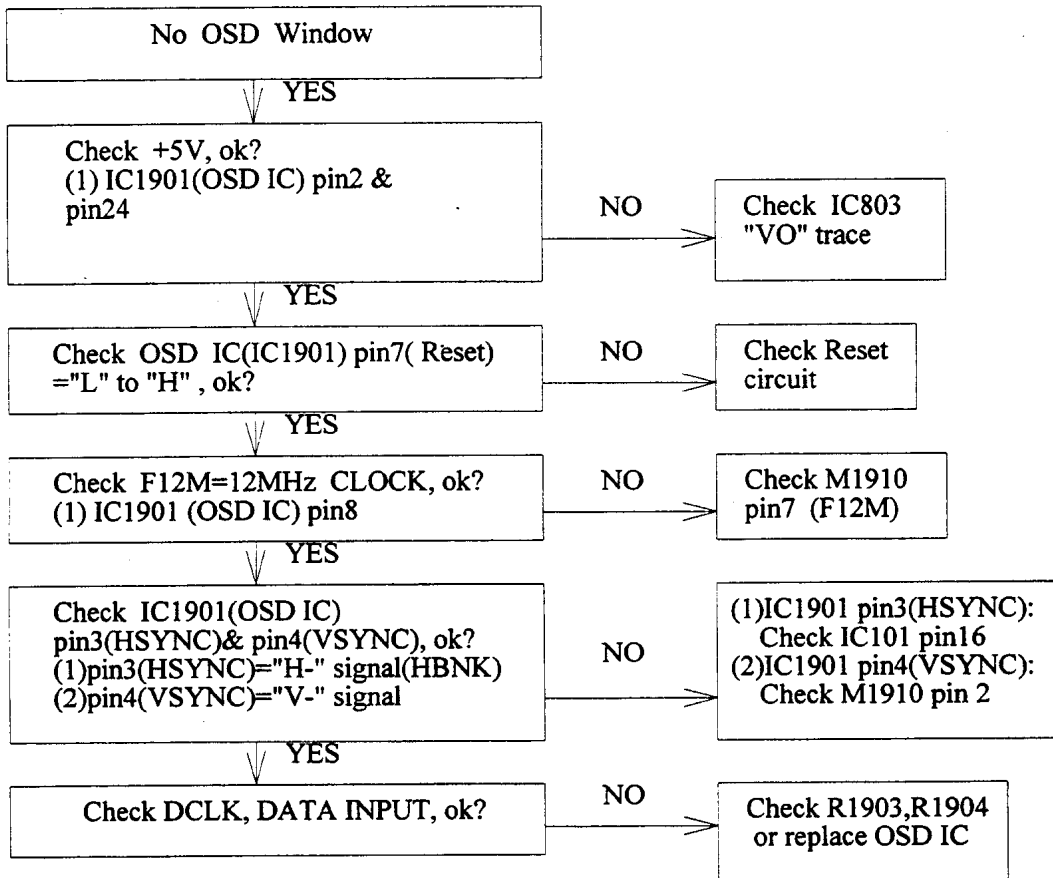 No OSD Window
YES
Check +5V, ok?
(1) IC1901(OSD IC) pin2 &
pin24
NO
Check IC803
"VO" trace
YES
Check OSD IC(IC1901) pin7( Reset)
="L" to "H" , ok?
NO
Check Reset
circuit
YES
Check F12M=12MHz CLOCK, ok?
(1) IC1901 (OSD IC) pin8
NO
Check M1910
pin7 (F12M)
YES
Check IC1901(OSD IC)
pin3(HSYNC)& pin4(VSYNC), ok?
(1)pin3(HSYNC)="H-" signal(HBNK)
(2)pin4(VSYNC)="V-" signal
NO
(1)IC1901 pin3(HSYNC):
Check IC101 pin16
(2)IC1901 pin4(VSYNC):
Check M1910 pin 2
YES
Check DCLK, DATA INPUT, ok?
NO
Check R1903,R1904
or replace OSD IC